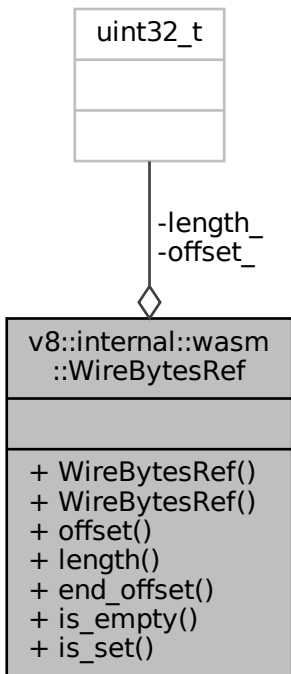 uint32_t
-length_
-offset_
v8::internal::wasm
::WireBytesRef
+ WireBytesRef()
+ WireBytesRef()
+ offset()
+ length()
+ end_offset()
+ is_empty()
+ is_set()